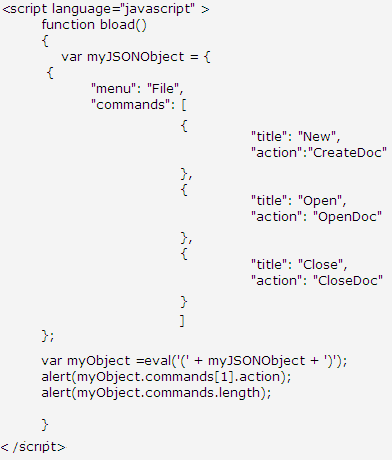 <script language="javascript" >
function bload()
{
var myJSONObject = {
{
"menu": "File",
"commands": [
{
"title": "New",
"action":"CreateDoc"
},
{
"title": "Open",
"action": "OpenDoc"
},
{
"title": "Close",
"action": "CloseDoc"
}
]
};
var myObject =eval('(' + myJSONObject + ')');
alert(myObject.commands[1].action);
alert(myObject.commands.length);
}
</script>